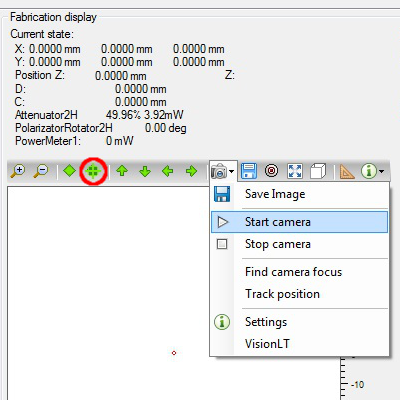 Fabrication display
Current state:
X: 0.0000 mm 0.0000 mm 0.0000 mm
Y: 0.0000 mm 0.0000 mm 0.0000 mm
Position Z: 0.0000 mm Z:
D: 0.0000 mm
C: 0.0000 mm
Attenuator2H 49.96% 3.92mW
PolarizatorRotator2H 0.00 deg
PowerMeter1: 0 mW
Save Image
Start camera
Stop camera
Find camera focus
Track position
Settings
VisionLT
-10